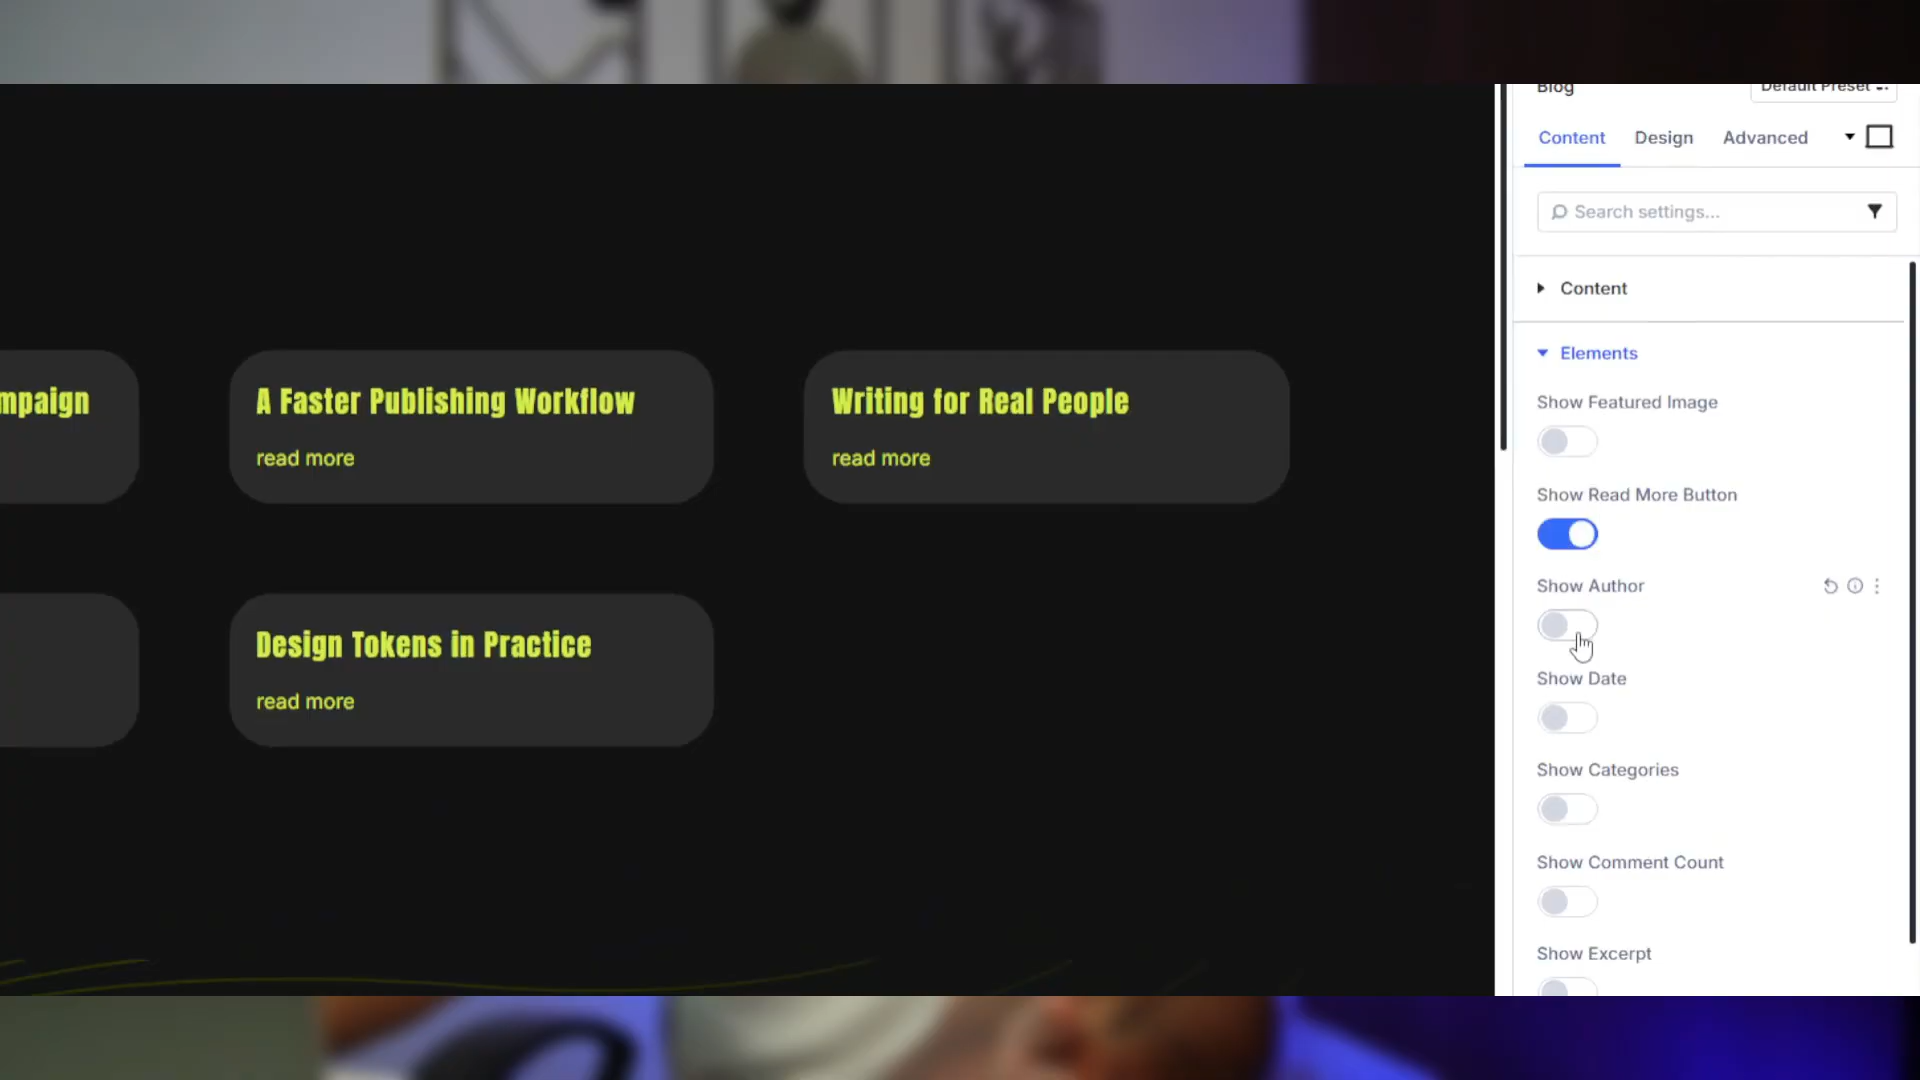 Blog
Default Preset
Content
Design
Advanced
Search settings...
Content
Elements
Show Featured Image
Show Read More Button
Show Author
Show Date
Show Categories
Show Comment Count
Show Excerpt
mpaign
A Faster Publishing Workflow
read more
Writing for Real People
read more
Design Tokens in Practice
read more